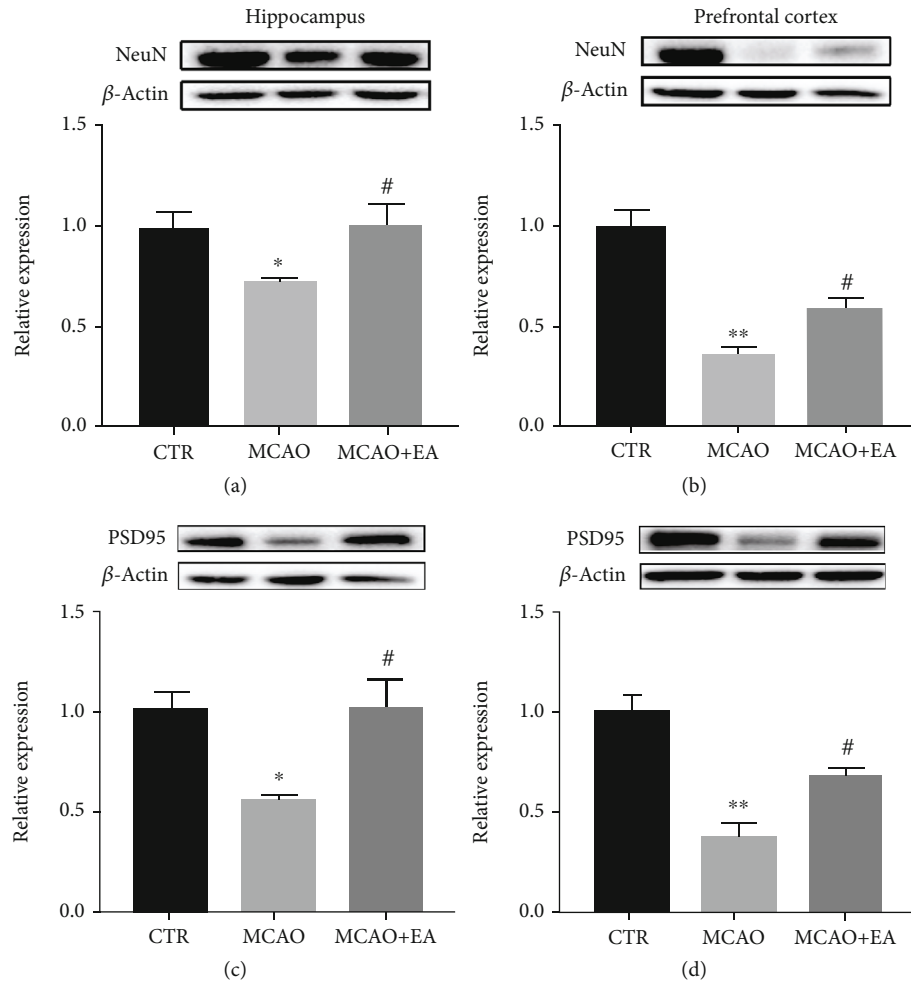 Hippocampus
NeuN
β-Actin
1.5
1.0
0.5
0.0
Relative expression
*
#
CTR MCAO MCAO+EA
(a)
Prefrontal cortex
NeuN
β-Actin
1.5
1.0
0.5
0.0
Relative expression
**
#
CTR MCAO MCAO+EA
(b)
PSD95
β-Actin
1.5
1.0
0.5
0.0
Relative expression
*
#
CTR MCAO MCAO+EA
(c)
PSD95
β-Actin
1.5
1.0
0.5
0.0
Relative expression
**
#
CTR MCAO MCAO+EA
(d)